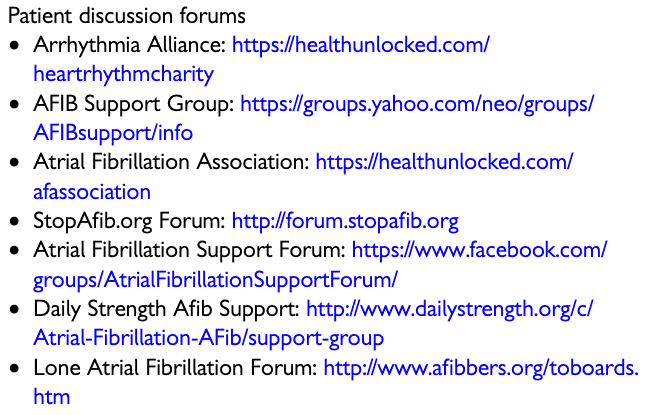 Patient discussion forums
• Arrhythmia Alliance: https://healthunlocked.com/
heartrhythmcharity
• AFIB Support Group: https://groups.yahoo.com/neo/groups/
AFIBsupport/info
• Atrial Fibrillation Association: https://healthunlocked.com/
afassociation
• StopAfib.org Forum: http://forum.stopafib.org
• Atrial Fibrillation Support Forum: https://www.facebook.com/
groups/AtrialFibrillationSupportForum/
• Daily Strength Afib Support: http://www.dailystrength.org/c/
Atrial-Fibrillation-AFib/support-group
• Lone Atrial Fibrillation Forum: http://www.afibbers.org/toboards.
htm